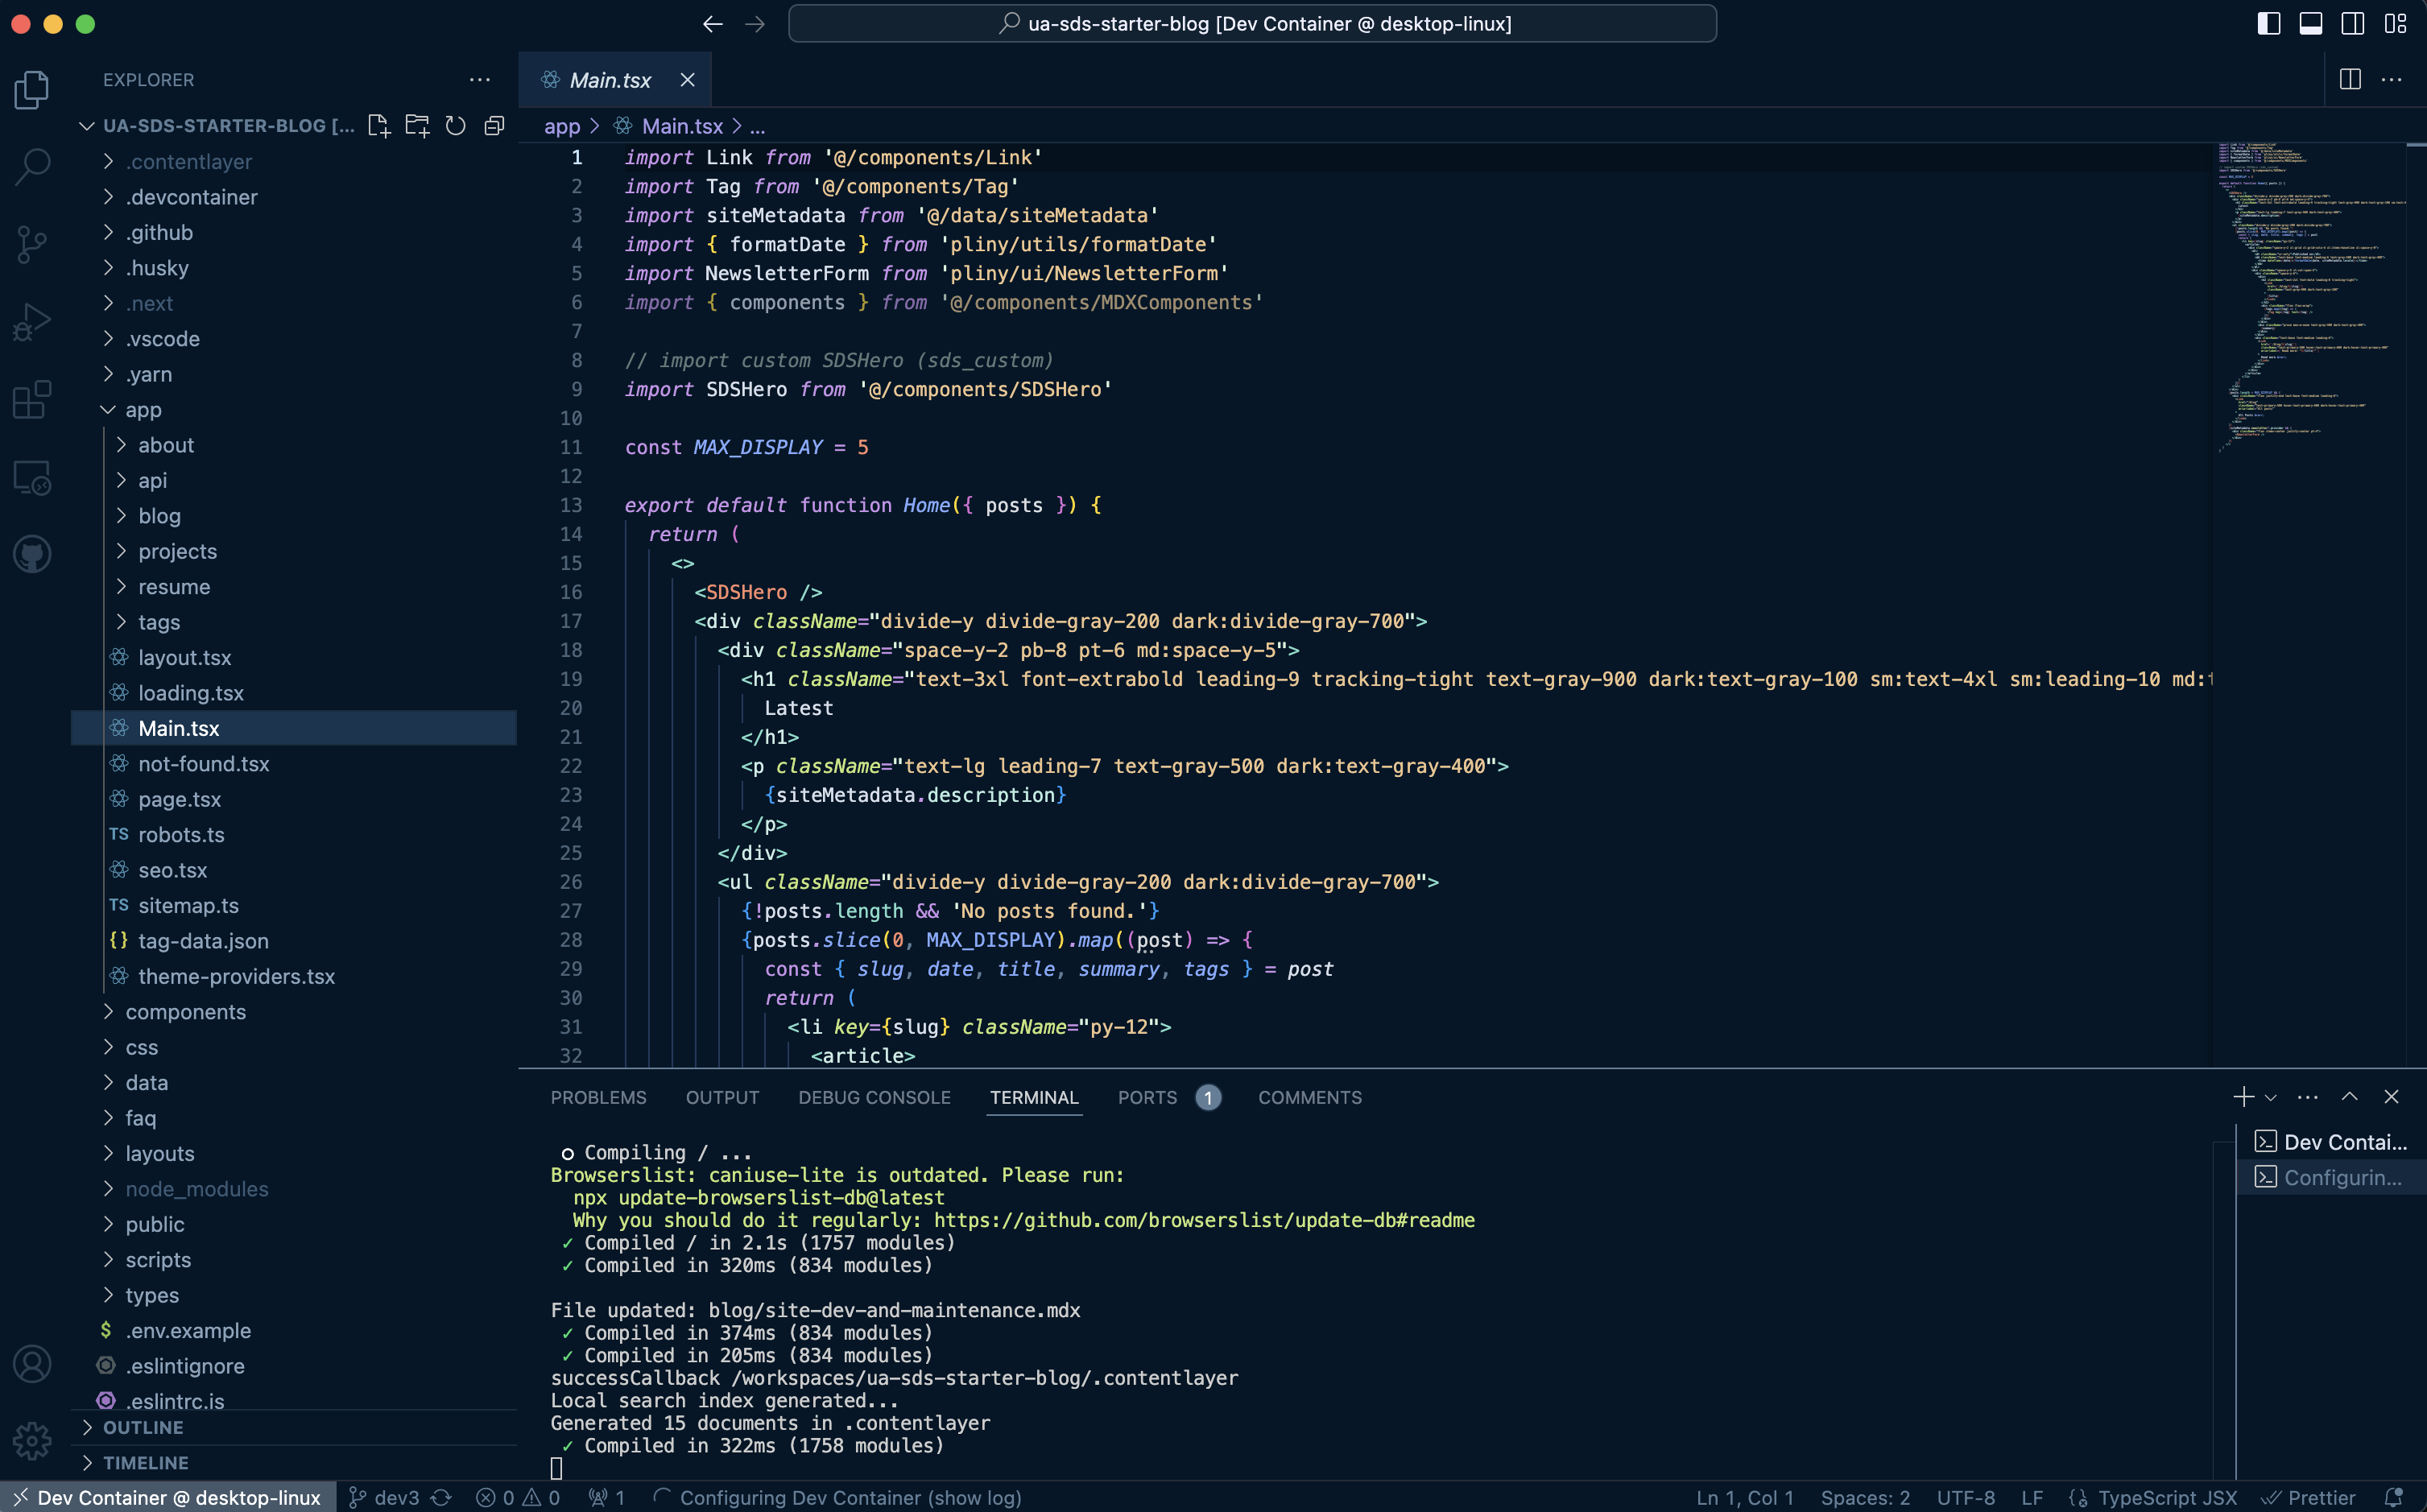 ua-sds-starter-blog [Dev Container @ desktop-linux]
EXPLORER
UA-SDS-STARTER-BLOG [...
.contentlayer
.devcontainer
.github
.husky
.next
.vscode
.yarn
app
about
api
blog
projects
resume
tags
layout.tsx
loading.tsx
Main.tsx
not-found.tsx
page.tsx
TS robots.ts
seo.tsx
TS sitemap.ts
{} tag-data.json
theme-providers.tsx
components
css
data
faq
layouts
node_modules
public
scripts
types
$ .env.example
.eslintignore
.eslintrc.js
OUTLINE
TIMELINE
Main.tsx
app > Main.tsx > ...
1 import Link from '@/components/Link'
2 import Tag from '@/components/Tag'
3 import siteMetadata from '@/data/siteMetadata'
4 import { formatDate } from 'pliny/utils/formatDate'
5 import NewsletterForm from 'pliny/ui/NewsletterForm'
6 import { components } from '@/components/MDXComponents'
7
8 // import custom SDSHero (sds_custom)
9 import SDSHero from '@/components/SDSHero'
10
11 const MAX_DISPLAY = 5
12
13 export default function Home({ posts }) {
14 return (
15 <>
16 <SDSHero />
17 <div className="divide-y divide-gray-200 dark:divide-gray-700">
18 <div className="space-y-2 pb-8 pt-6 md:space-y-5">
19 <h1 className="text-3xl font-extrabold leading-9 tracking-tight text-gray-900 dark:text-gray-100 sm:text-4xl sm:leading-10 md:t
20 Latest
21 </h1>
22 <p className="text-lg leading-7 text-gray-500 dark:text-gray-400">
23 {siteMetadata.description}
24 </p>
25 </div>
26 <ul className="divide-y divide-gray-200 dark:divide-gray-700">
27 {!posts.length && 'No posts found.'}
28 {posts.slice(0, MAX_DISPLAY).map((post) => {
29 const { slug, date, title, summary, tags } = post
30 return (
31 <li key={slug} className="py-12">
32 <article>
PROBLEMS OUTPUT DEBUG CONSOLE TERMINAL PORTS 1 COMMENTS
Compiling / ...
Browserslist: caniuse-lite is outdated. Please run:
npx update-browserslist-db@latest
Why you should do it regularly: https://github.com/browserslist/update-db#readme
✓ Compiled / in 2.1s (1757 modules)
✓ Compiled in 320ms (834 modules)
File updated: blog/site-dev-and-maintenance.mdx
✓ Compiled in 374ms (834 modules)
✓ Compiled in 205ms (834 modules)
successCallback /workspaces/ua-sds-starter-blog/.contentlayer
Local search index generated...
Generated 15 documents in .contentlayer
✓ Compiled in 322ms (1758 modules)
Dev Contai...
Configurin...
Dev Container @ desktop-linux dev3 0 0 1 Configuring Dev Container (show log) Ln 1, Col 1 Spaces: 2 UTF-8 LF {} TypeScript JSX Prettier